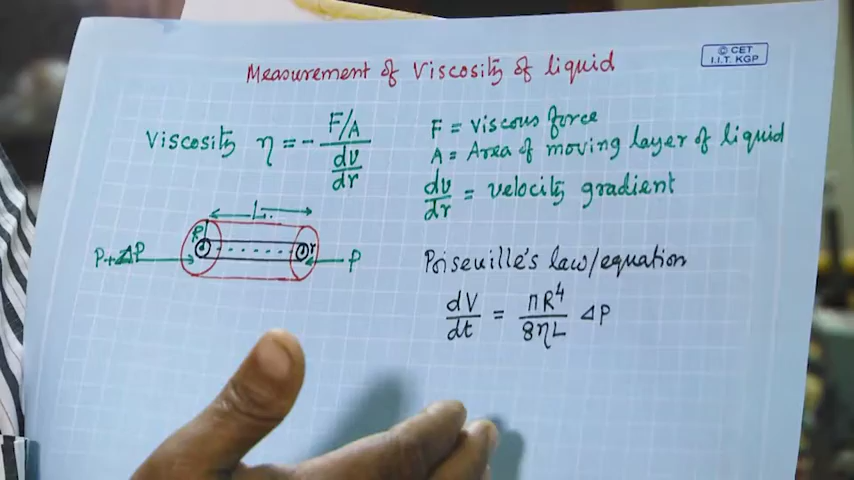 © CET
I.I.T. KGP
Measurement of Viscosity of liquid
Viscosity η = - F/A / dv/dr
F = Viscous force
A = Area of moving layer of liquid
dv/dr = velocity gradient
L
R
r
P+ΔP
P
Poiseuille's law/equation
dV/dt = πR⁴/8ηL ΔP